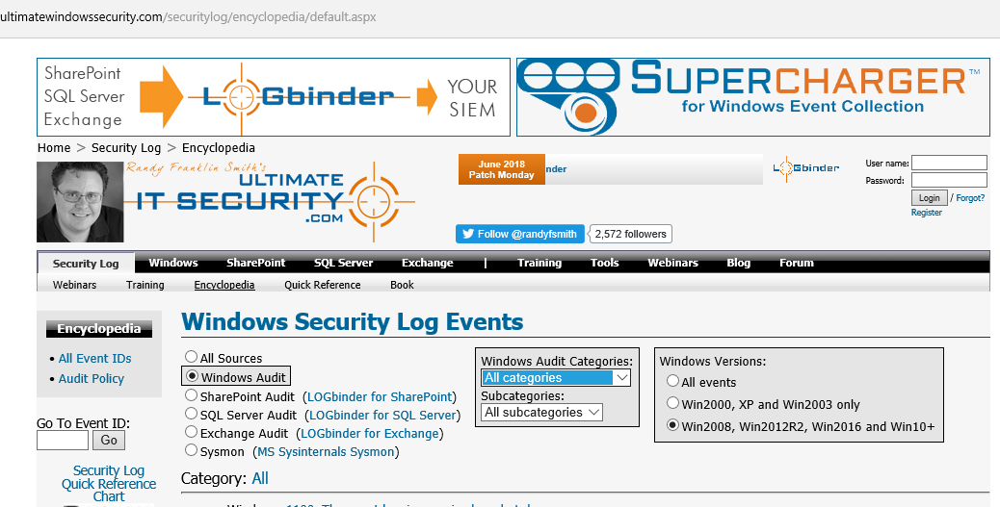 ultimatewindowssecurity.com/securitylog/encyclopedia/default.aspx
SharePoint
SQL Server
Exchange
LOGbinder
YOUR
SIEM
SUPERCHARGER™
for Windows Event Collection
Home > Security Log > Encyclopedia
Randy Franklin Smith's
ULTIMATE
IT SECURITY
.COM
June 2018
Patch Monday
nder
LOGbinder
User name:
Password:
Login / Forgot?
Register
Follow @randyfsmith 2,572 followers
Security Log Windows SharePoint SQL Server Exchange | Training Tools Webinars Blog Forum
Webinars Training Encyclopedia Quick Reference Book
Encyclopedia
• All Event IDs
• Audit Policy
Go To Event ID:
Go
Security Log
Quick Reference
Chart
Windows Security Log Events
All Sources
Windows Audit
SharePoint Audit (LOGbinder for SharePoint)
SQL Server Audit (LOGbinder for SQL Server)
Exchange Audit (LOGbinder for Exchange)
Sysmon (MS Sysinternals Sysmon)
Windows Audit Categories:
All categories
Subcategories:
All subcategories
Windows Versions:
All events
Win2000, XP and Win2003 only
Win2008, Win2012R2, Win2016 and Win10+
Category: All